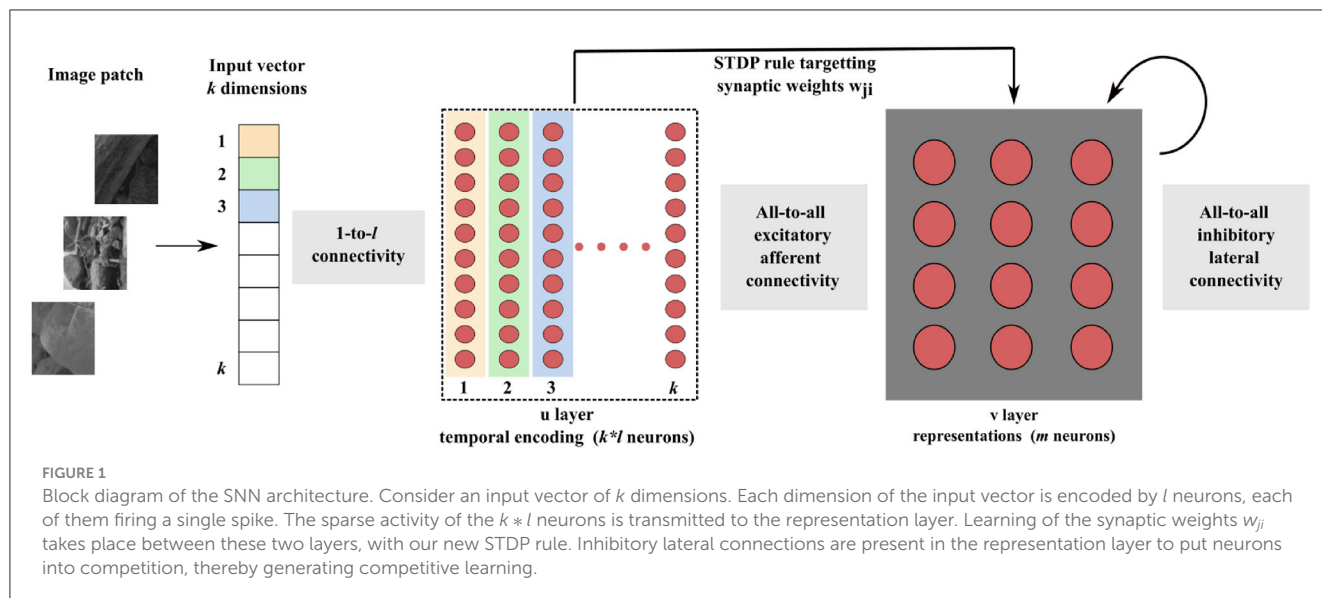 Image patch
Input vector
k dimensions
1
2
3
k
1-to-l
connectivity
STDP rule targetting
synaptic weights wji
1
2
3
k
u layer
temporal encoding (k*l neurons)
All-to-all
excitatory
afferent
connectivity
v layer
representations (m neurons)
All-to-all
inhibitory
lateral
connectivity
FIGURE 1
Block diagram of the SNN architecture. Consider an input vector of k dimensions. Each dimension of the input vector is encoded by l neurons, each
of them firing a single spike. The sparse activity of the k ∗ l neurons is transmitted to the representation layer. Learning of the synaptic weights wji
takes place between these two layers, with our new STDP rule. Inhibitory lateral connections are present in the representation layer to put neurons
into competition, thereby generating competitive learning.